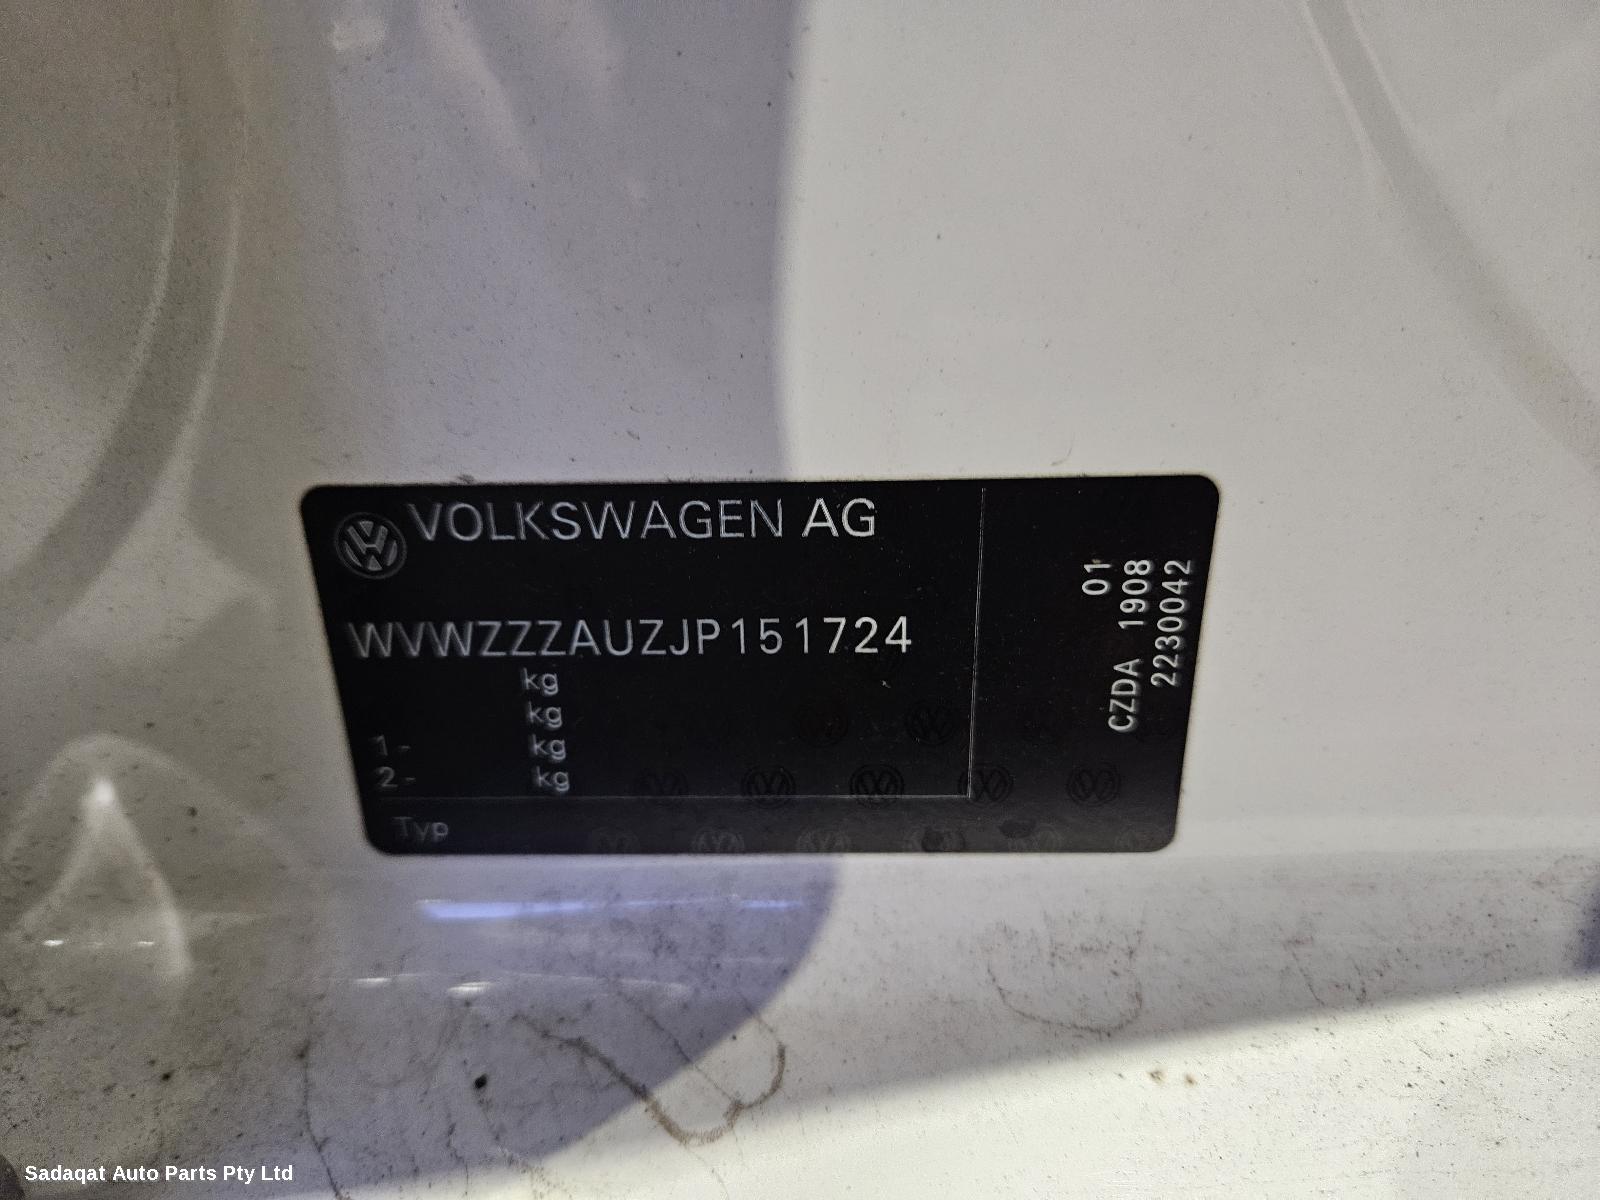 VOLKSWAGEN AG
WVWZZZAUZJP151724
kg
kg
1- kg
2- kg
Typ
01
CZDA 1908
2230042
Sadaqat Auto Parts Pty Ltd